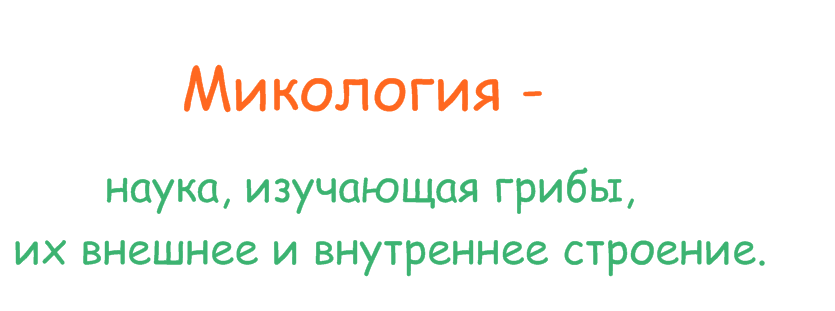 Микология -
наука, изучающая грибы,
их внешнее и внутреннее строение.